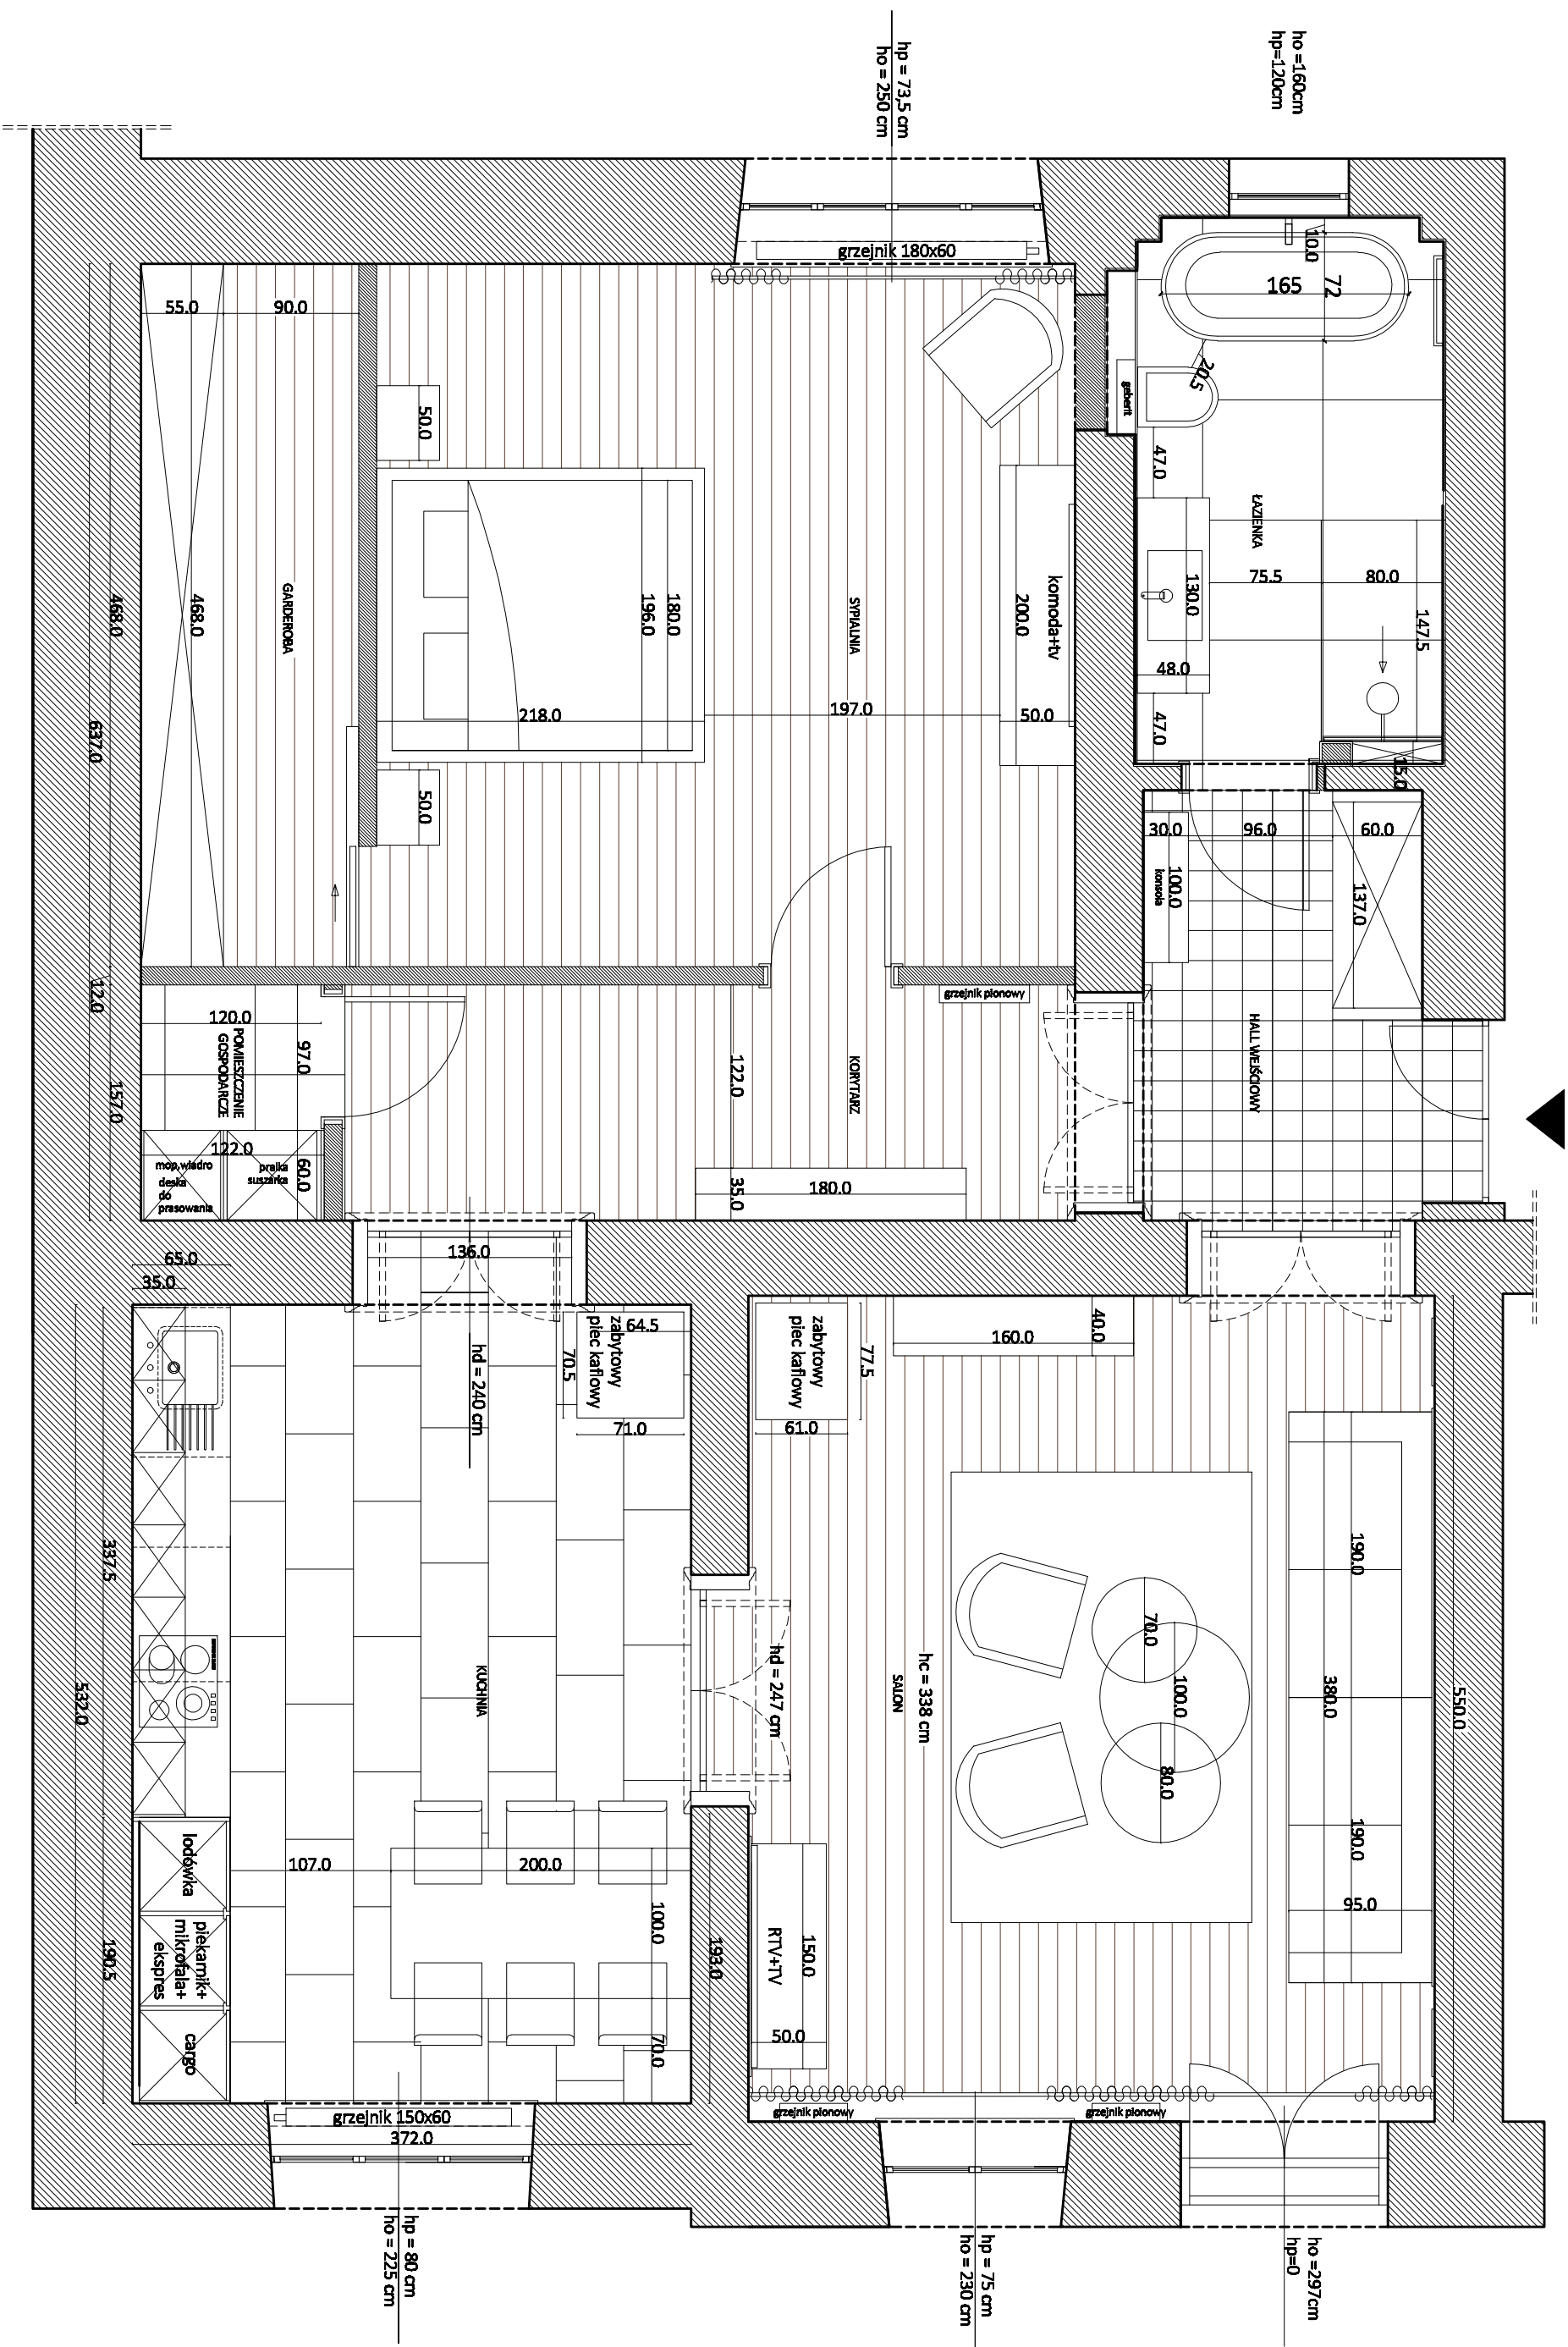 ho =160cm
hp=120cm
hp = 73,5 cm
ho = 250 cm
grzejnik 180x60
10.0
165
72
20.5
geberit
47.0
ŁAZIENKA
130.0
75.5
80.0
147.5
48.0
47.0
15.0
55.0
90.0
50.0
468.0
637.0
468.0
GARDEROBA
196.0
180.0
218.0
SYPIALNIA
197.0
200.0
komoda+tv
50.0
50.0
30.0
96.0
60.0
100.0
konsola
137.0
HALL WEJŚCIOWY
12.0
157.0
120.0
POMIESZCZENIE
GOSPODARCZE
97.0
122.0
60.0
mop,wiadro
deska
do
prasowania
pralka
suszarka
grzejnik pionowy
122.0
KORYTARZ
35.0
180.0
65.0
35.0
136.0
hd = 240 cm
64.5
zabytowy
piec kaflowy
70.5
71.0
zabytowy
piec kaflowy
77.5
61.0
160.0
40.0
337.5
532.0
190.5
KUCHNIA
hd = 247 cm
SALON
hc = 338 cm
70.0
100.0
80.0
190.0
380.0
190.0
95.0
550.0
lodówka
piekarnik+
mikrofala+
ekspres
cargo
107.0
200.0
100.0
70.0
193.0
RTV+TV
150.0
50.0
grzejnik pionowy
grzejnik pionowy
grzejnik 150x60
372.0
hp = 80 cm
ho = 225 cm
hp = 75 cm
ho = 230 cm
ho =297cm
hp=0